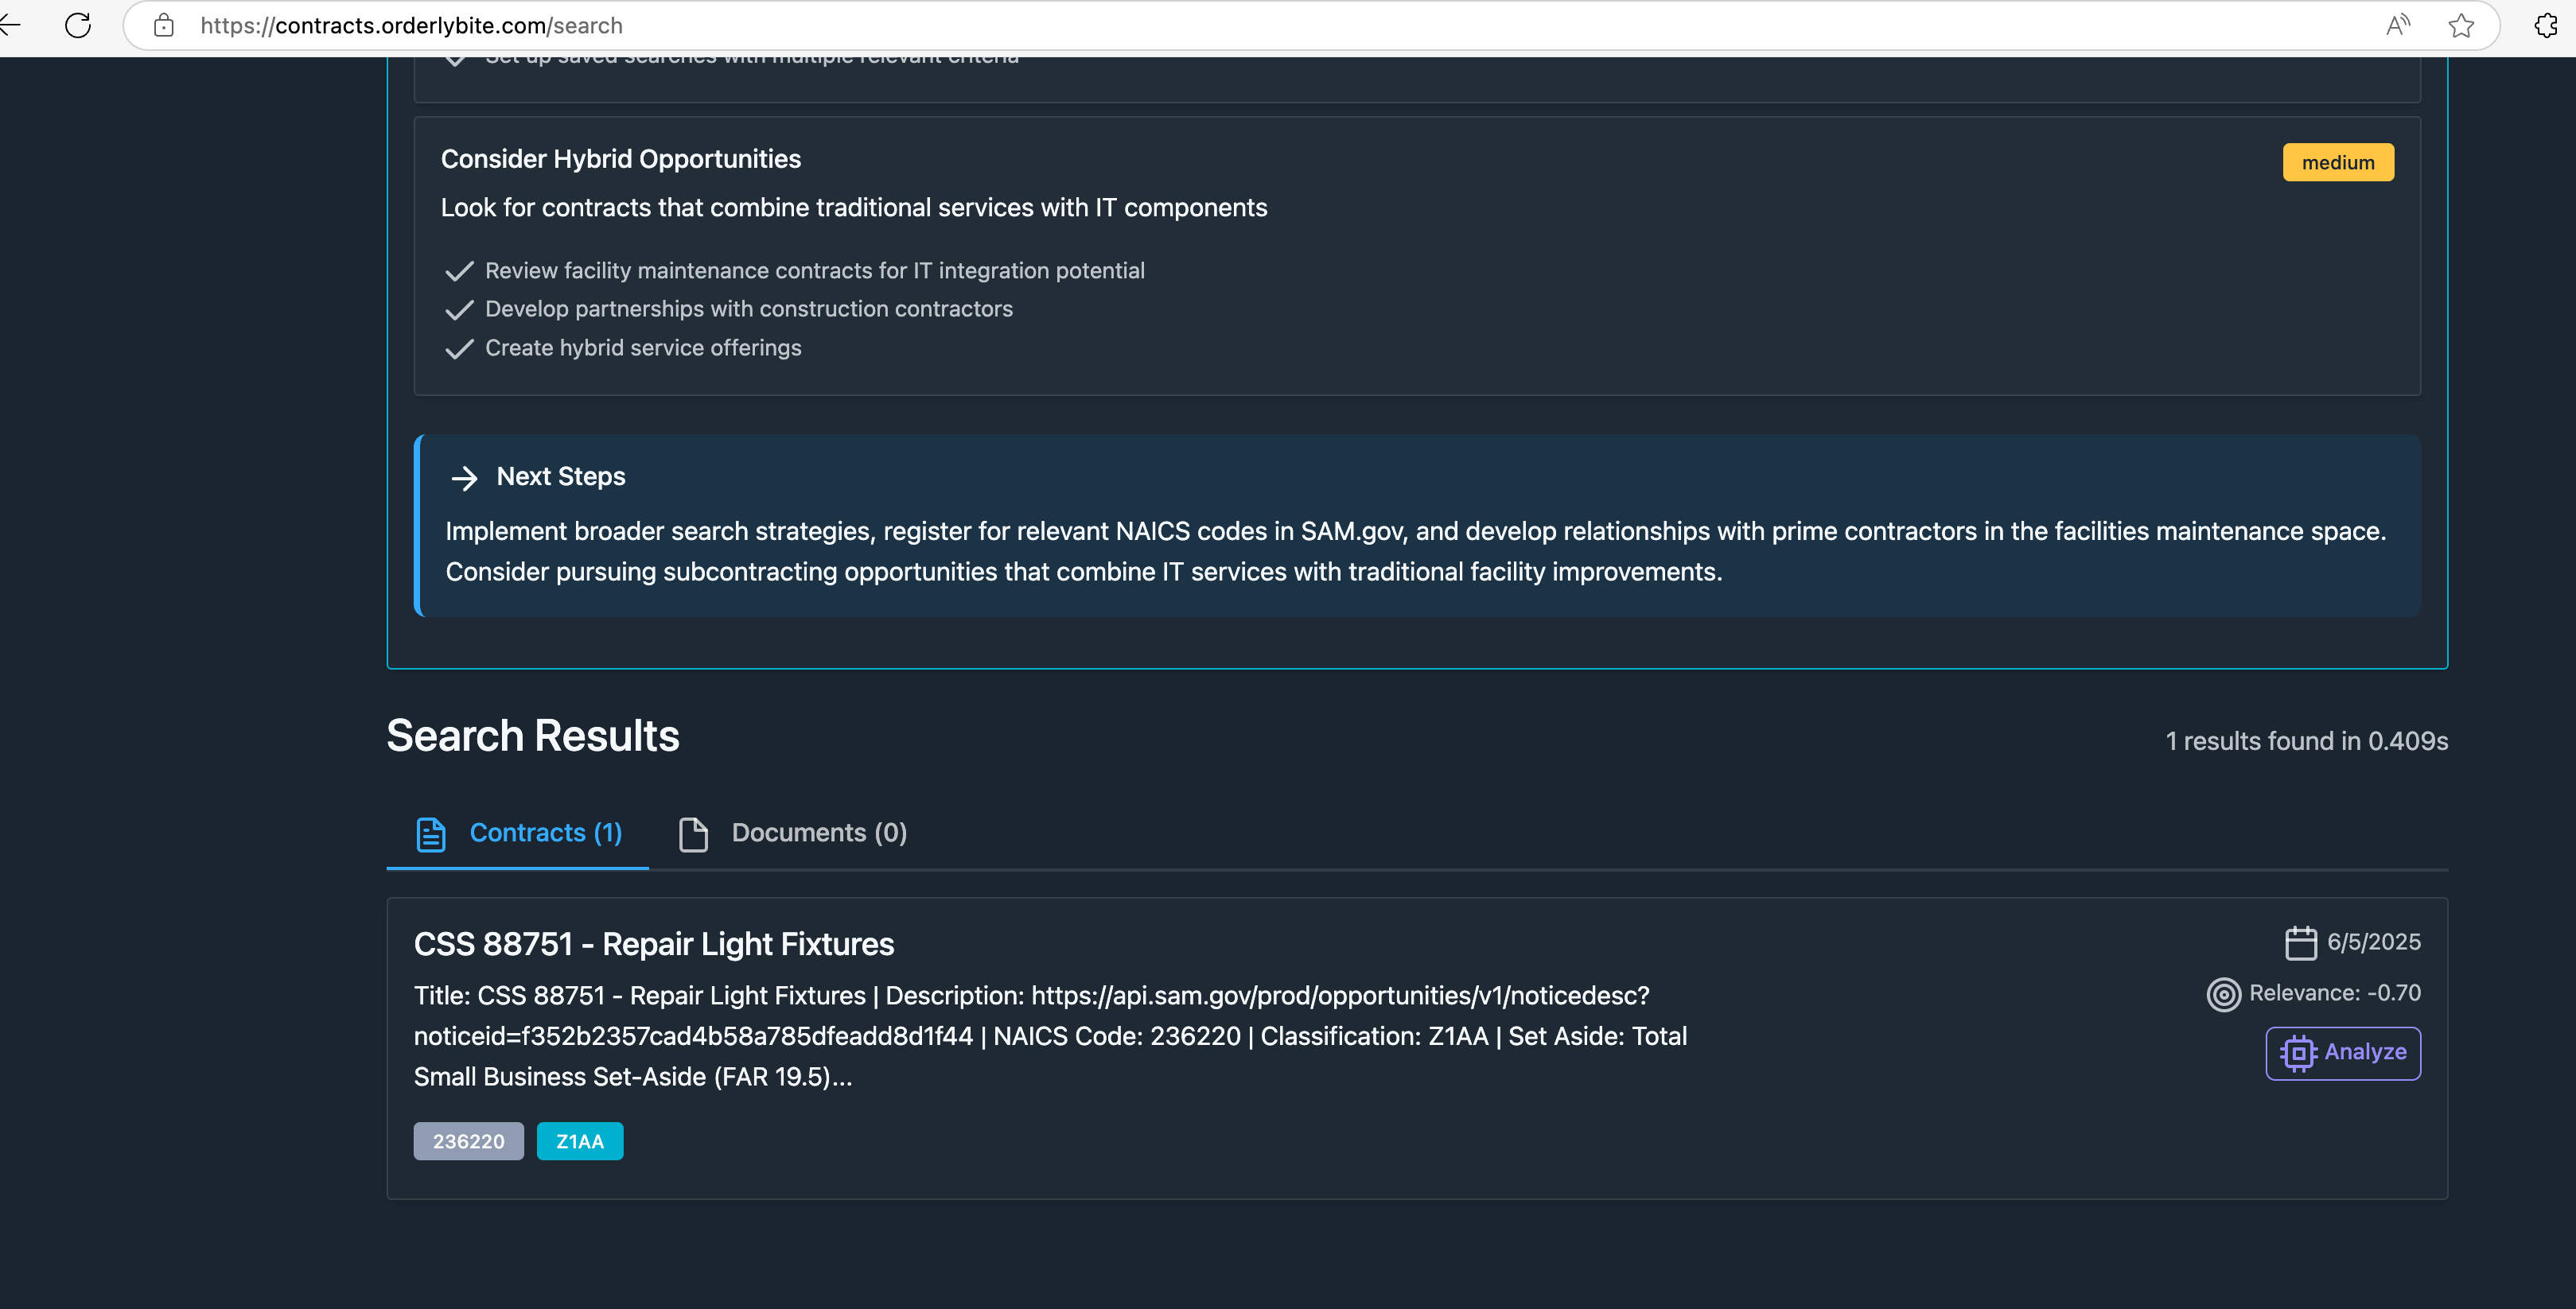 https://contracts.orderlybite.com/search
Set up saved searches with multiple relevant criteria
Consider Hybrid Opportunities
medium
Look for contracts that combine traditional services with IT components
Review facility maintenance contracts for IT integration potential
Develop partnerships with construction contractors
Create hybrid service offerings
Next Steps
Implement broader search strategies, register for relevant NAICS codes in SAM.gov, and develop relationships with prime contractors in the facilities maintenance space.
Consider pursuing subcontracting opportunities that combine IT services with traditional facility improvements.
Search Results
1 results found in 0.409s
Contracts (1)
Documents (0)
CSS 88751 - Repair Light Fixtures
6/5/2025
Title: CSS 88751 - Repair Light Fixtures | Description: https://api.sam.gov/prod/opportunities/v1/noticedesc?
Relevance: -0.70
noticeid=f352b2357cad4b58a785dfeadd8d1f44 | NAICS Code: 236220 | Classification: Z1AA | Set Aside: Total
Analyze
Small Business Set-Aside (FAR 19.5)...
236220
Z1AA